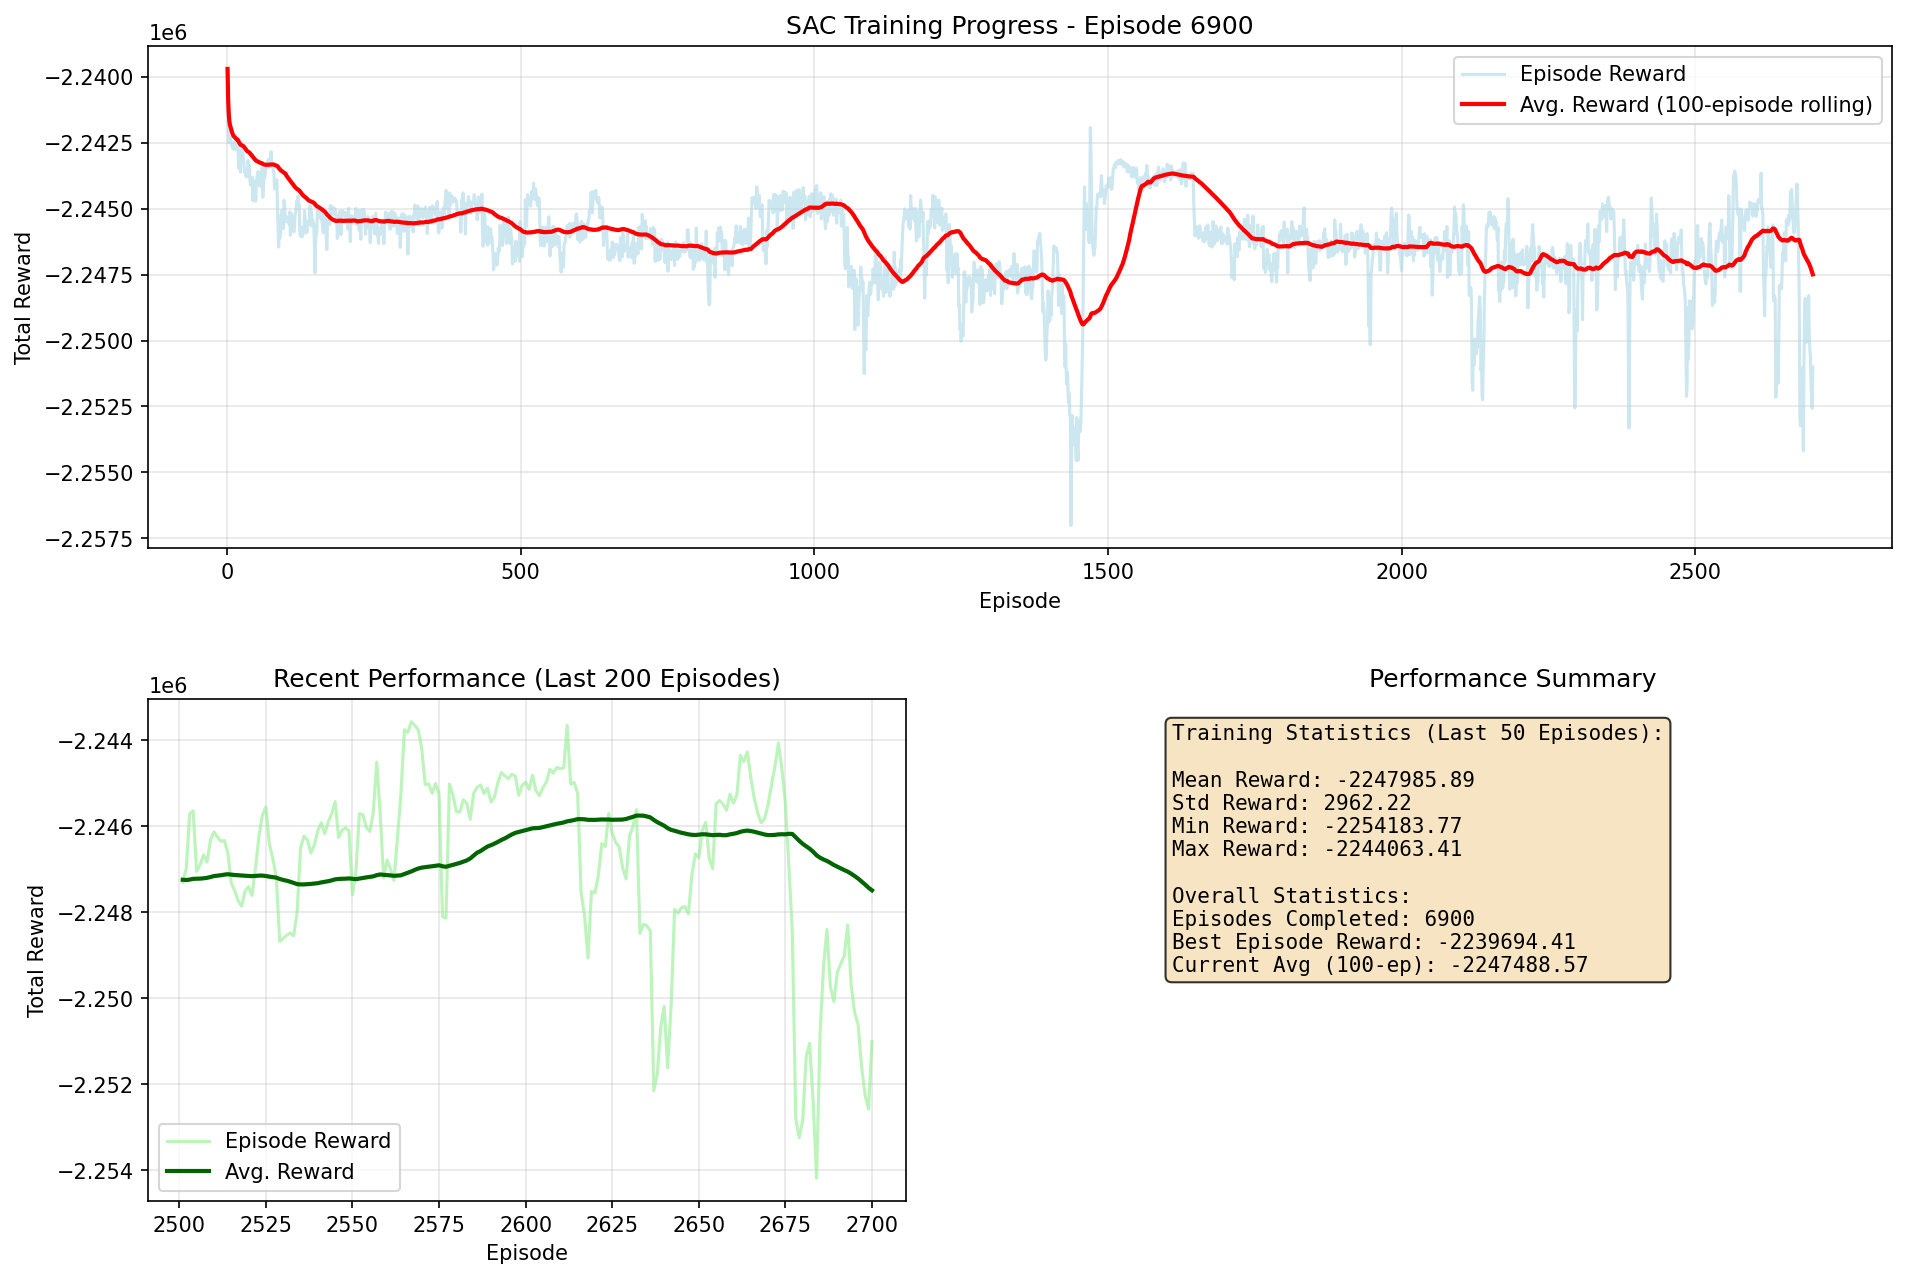 SAC Training Progress - Episode 6900
1e6
−2.2400
−2.2425
−2.2450
−2.2475
−2.2500
−2.2525
−2.2550
−2.2575
Total Reward
Episode Reward
Avg. Reward (100-episode rolling)
0 500 1000 1500 2000 2500
Episode
Recent Performance (Last 200 Episodes)
1e6
−2.244
−2.246
−2.248
−2.250
−2.252
−2.254
Total Reward
Episode Reward
Avg. Reward
2500 2525 2550 2575 2600 2625 2650 2675 2700
Episode
Performance Summary
Training Statistics (Last 50 Episodes):
Mean Reward: -2247985.89
Std Reward: 2962.22
Min Reward: -2254183.77
Max Reward: -2244063.41
Overall Statistics:
Episodes Completed: 6900
Best Episode Reward: -2239694.41
Current Avg (100-ep): -2247488.57